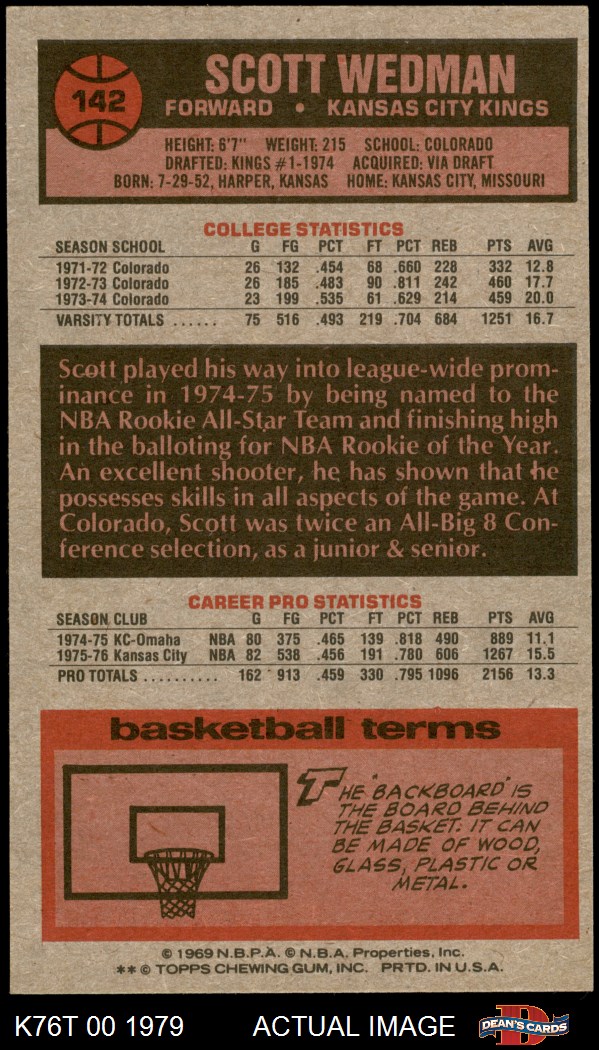 142
SCOTT WEDMAN
FORWARD • KANSAS CITY KINGS
HEIGHT: 6'7" WEIGHT: 215 SCHOOL: COLORADO
DRAFTED: KINGS #1-1974 ACQUIRED: VIA DRAFT
BORN: 7-29-52, HARPER, KANSAS HOME: KANSAS CITY, MISSOURI
COLLEGE STATISTICS
SEASON SCHOOL G FG PCT FT PCT REB PTS AVG
1971-72 Colorado 26 132 .454 68 .660 228 332 12.8
1972-73 Colorado 26 185 .483 90 .811 242 460 17.7
1973-74 Colorado 23 199 .535 61 .629 214 459 20.0
VARSITY TOTALS ...... 75 516 .493 219 .704 684 1251 16.7
Scott played his way into league-wide prom-
inance in 1974-75 by being named to the
NBA Rookie All-Star Team and finishing high
in the balloting for NBA Rookie of the Year.
An excellent shooter, he has shown that he
possesses skills in all aspects of the game. At
Colorado, Scott was twice an All-Big 8 Con-
ference selection, as a junior & senior.
CAREER PRO STATISTICS
SEASON CLUB G FG PCT FT PCT REB PTS AVG
1974-75 KC-Omaha NBA 80 375 .465 139 .818 490 889 11.1
1975-76 Kansas City NBA 82 538 .456 191 .780 606 1267 15.5
PRO TOTALS .......... 162 913 .459 330 .795 1096 2156 13.3
basketball terms
THE "BACKBOARD" IS
THE BOARD BEHIND
THE BASKET. IT CAN
BE MADE OF WOOD,
GLASS, PLASTIC OR
METAL.
© 1969 N.B.P.A. © N.B.A. Properties, Inc.
** © TOPPS CHEWING GUM, INC. PRTD. IN U.S.A.
K76T 00 1979 ACTUAL IMAGE
D
DEAN'S CARDS